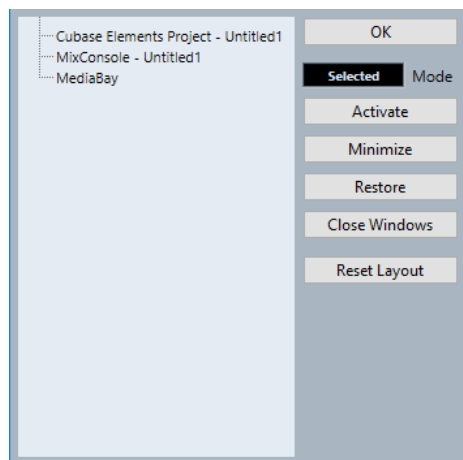 Cubase Elements Project - Untitled1
MixConsole - Untitled1
MediaBay
OK
Selected Mode
Activate
Minimize
Restore
Close Windows
Reset Layout